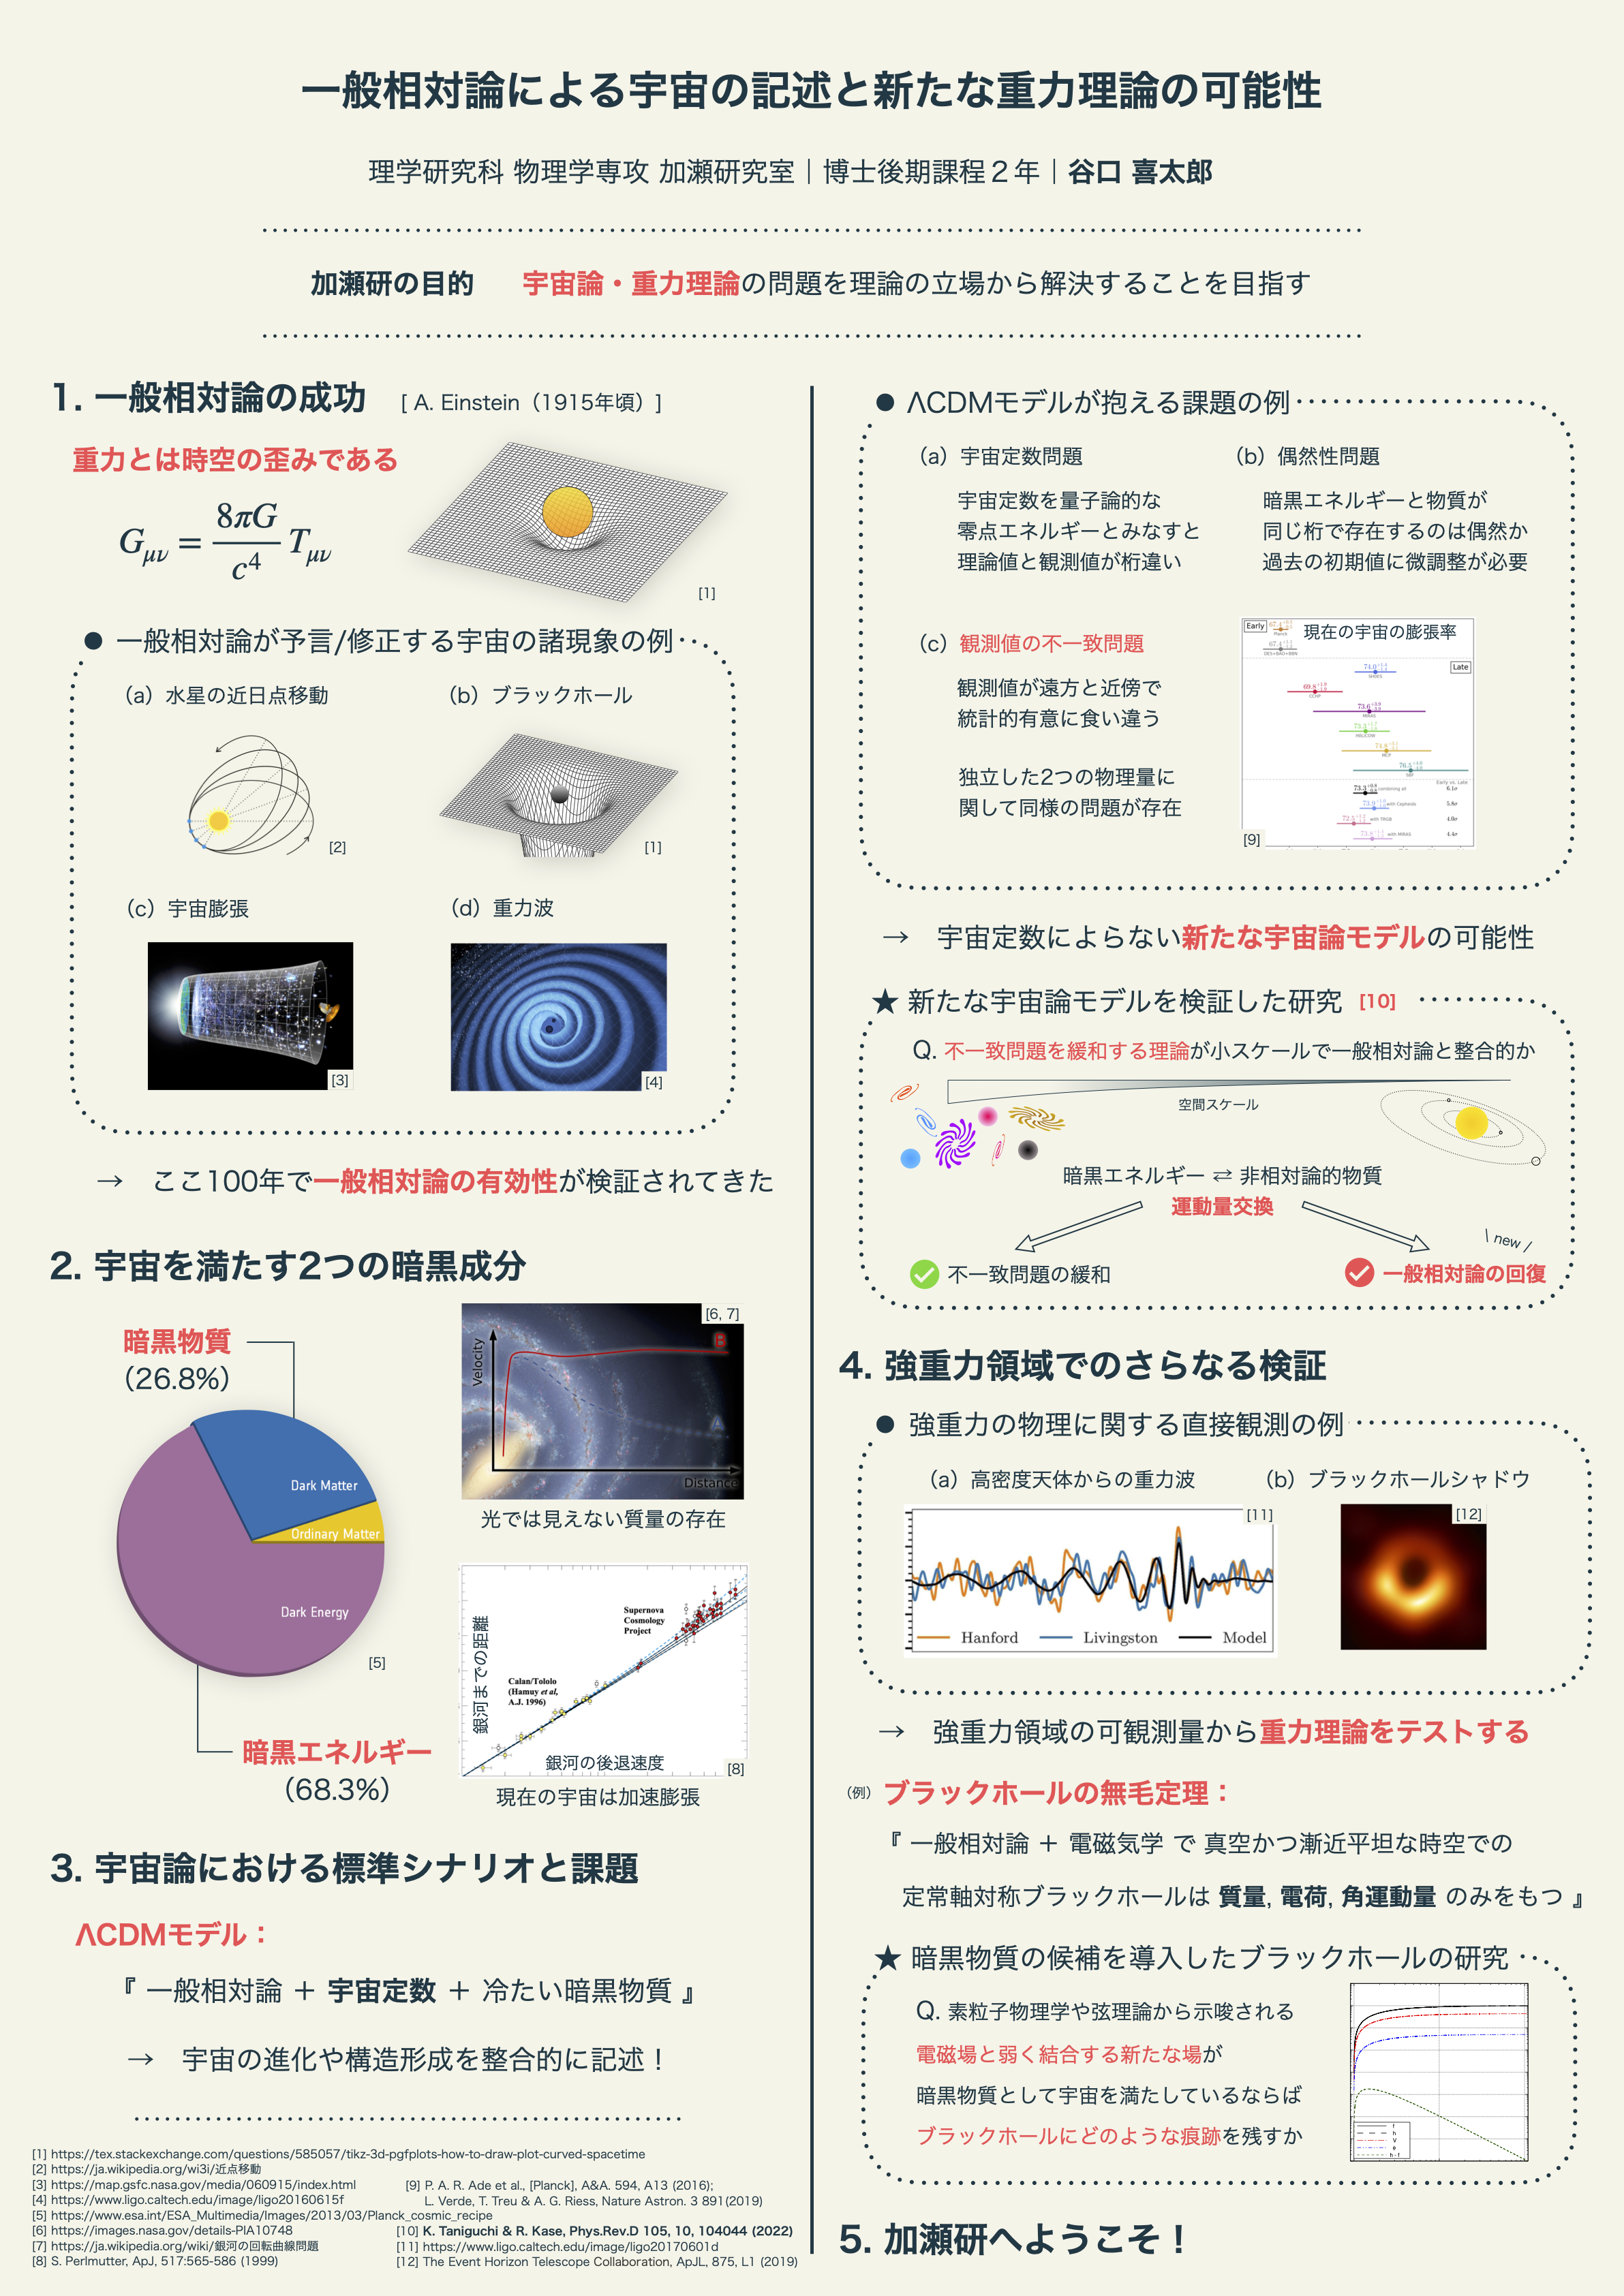 一般相対論による宇宙の記述と新たな重力理論の可能性
理学研究科 物理学専攻 加瀬研究室｜博士後期課程２年｜谷口 喜太郎
加瀬研の目的　宇宙論・重力理論の問題を理論の立場から解決することを目指す
1. 一般相対論の成功 [ A. Einstein（1915年頃）]
重力とは時空の歪みである
Gμν = 8πG/c⁴ Tμν
[1]
● 一般相対論が予言/修正する宇宙の諸現象の例
（a）水星の近日点移動
[2]
（b）ブラックホール
[1]
（c）宇宙膨張
[3]
（d）重力波
[4]
→ ここ100年で一般相対論の有効性が検証されてきた
2. 宇宙を満たす2つの暗黒成分
暗黒物質
（26.8%）
Dark Matter
Ordinary Matter
Dark Energy
[5]
暗黒エネルギー
（68.3%）
[6, 7]
Velocity
B
A
Distance
光では見えない質量の存在
銀河までの距離
Supernova
Cosmology
Project
Calan/Tololo
(Hamuy et al,
A.J. 1996)
銀河の後退速度
[8]
現在の宇宙は加速膨張
3. 宇宙論における標準シナリオと課題
ΛCDMモデル：
『 一般相対論 ＋ 宇宙定数 ＋ 冷たい暗黒物質 』
→ 宇宙の進化や構造形成を整合的に記述！
[1] https://tex.stackexchange.com/questions/585057/tikz-3d-pgfplots-how-to-draw-plot-curved-spacetime
[2] https://ja.wikipedia.org/wi3i/近点移動
[3] https://map.gsfc.nasa.gov/media/060915/index.html
[4] https://www.ligo.caltech.edu/image/ligo20160615f
[5] https://www.esa.int/ESA_Multimedia/Images/2013/03/Planck_cosmic_recipe
[6] https://images.nasa.gov/details-PIA10748
[7] https://ja.wikipedia.org/wiki/銀河の回転曲線問題
[8] S. Perlmutter, ApJ, 517:565-586 (1999)
[9] P. A. R. Ade et al., [Planck], A&A. 594, A13 (2016);
L. Verde, T. Treu & A. G. Riess, Nature Astron. 3 891(2019)
[10] K. Taniguchi & R. Kase, Phys.Rev.D 105, 10, 104044 (2022)
[11] https://www.ligo.caltech.edu/image/ligo20170601d
[12] The Event Horizon Telescope Collaboration, ApJL, 875, L1 (2019)
● ΛCDMモデルが抱える課題の例
（a）宇宙定数問題
宇宙定数を量子論的な
零点エネルギーとみなすと
理論値と観測値が桁違い
（b）偶然性問題
暗黒エネルギーと物質が
同じ桁で存在するのは偶然か
過去の初期値に微調整が必要
（c）観測値の不一致問題
観測値が遠方と近傍で
統計的有意に食い違う
独立した2つの物理量に
関して同様の問題が存在
現在の宇宙の膨張率
Early
Planck
DES+BAO+BBN
Late
SH0ES
CCHP
MIRAS
H0LiCOW
MCP
SBF
Early vs. Late
combining all
6.1σ
with Cepheids
5.8σ
with TRGB
4.0σ
with MIRAS
4.4σ
[9]
→ 宇宙定数によらない新たな宇宙論モデルの可能性
★ 新たな宇宙論モデルを検証した研究 [10]
Q. 不一致問題を緩和する理論が小スケールで一般相対論と整合的か
空間スケール
暗黒エネルギー ⇄ 非相対論的物質
運動量交換
\ new /
不一致問題の緩和
一般相対論の回復
4. 強重力領域でのさらなる検証
● 強重力の物理に関する直接観測の例
（a）高密度天体からの重力波
[11]
Hanford Livingston Model
（b）ブラックホールシャドウ
[12]
→ 強重力領域の可観測量から重力理論をテストする
（例）ブラックホールの無毛定理：
『 一般相対論 ＋ 電磁気学 で 真空かつ漸近平坦な時空での
定常軸対称ブラックホールは 質量, 電荷, 角運動量 のみをもつ 』
★ 暗黒物質の候補を導入したブラックホールの研究
Q. 素粒子物理学や弦理論から示唆される
電磁場と弱く結合する新たな場が
暗黒物質として宇宙を満たしているならば
ブラックホールにどのような痕跡を残すか
f
h
V
h-f
5. 加瀬研へようこそ！